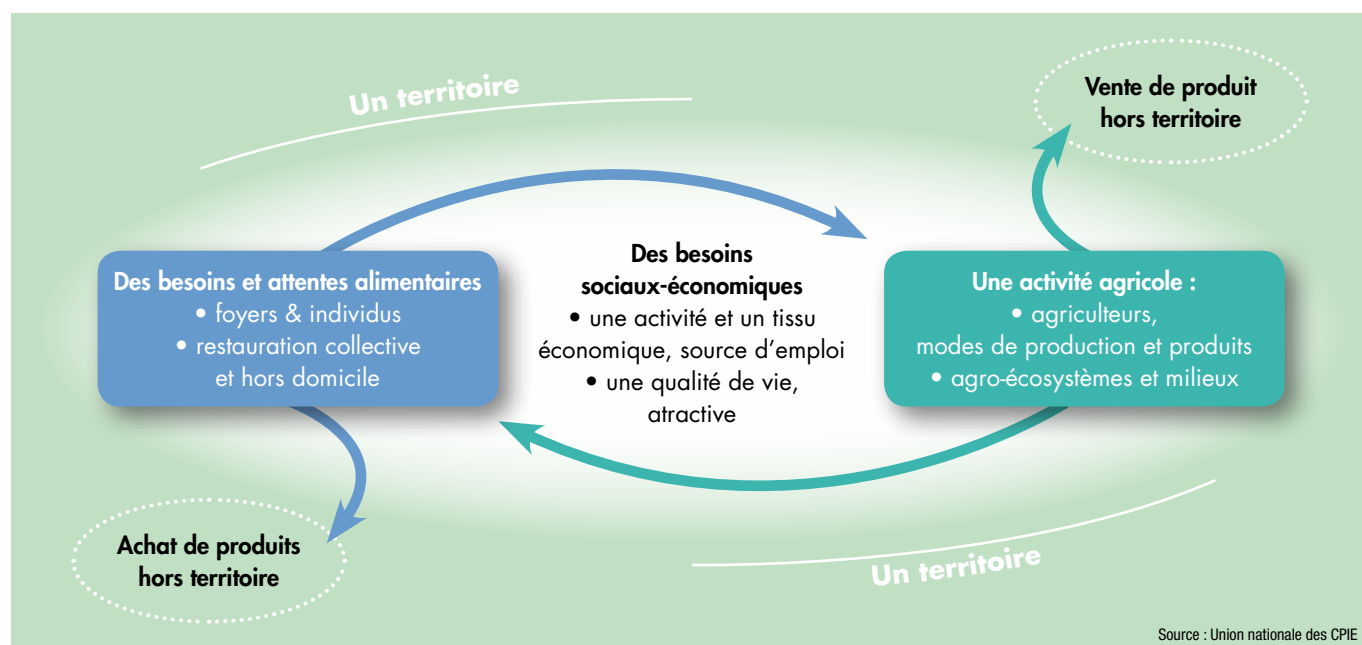 Un territoire
Vente de produit
hors territoire
Des besoins et attentes alimentaires
• foyers & individus
• restauration collective
et hors domicile
Des besoins
sociaux-économiques
• une activité et un tissu
économique, source d'emploi
• une qualité de vie,
atractive
Une activité agricole :
• agriculteurs,
modes de production et produits
• agro-écosystèmes et milieux
Achat de produits
hors territoire
Un territoire
Source : Union nationale des CPIE